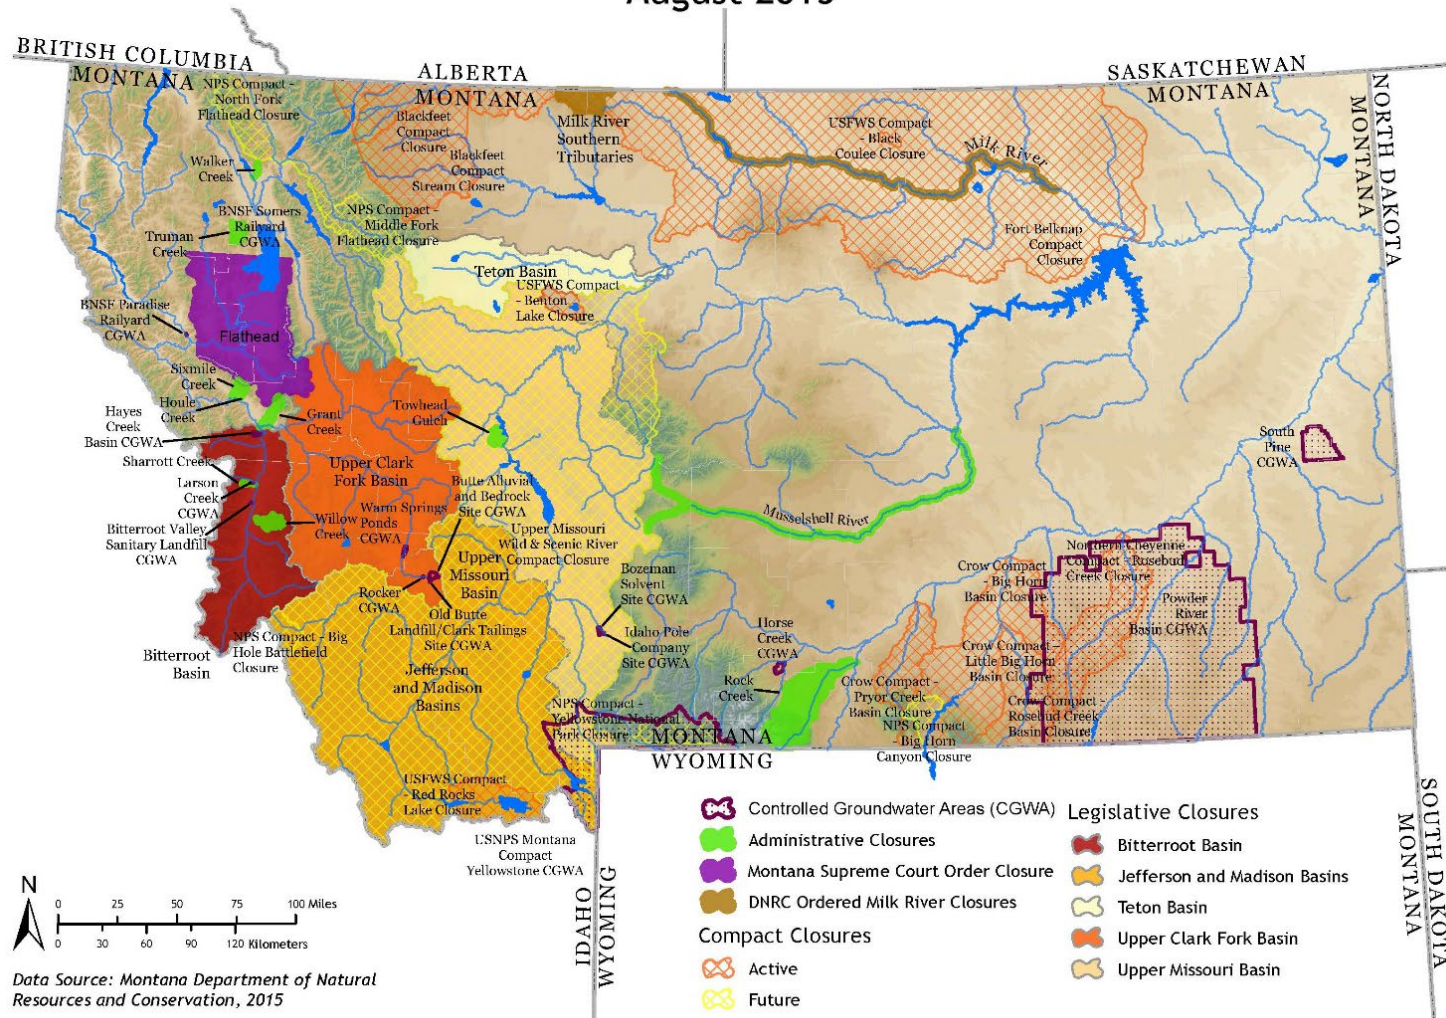 August 2015
BRITISH COLUMBIA
MONTANA
ALBERTA
MONTANA
SASKATCHEWAN
MONTANA
NORTH DAKOTA
MONTANA
NPS Compact -
North Fork
Flathead Closure
Blackfeet
Compact
Closure
Blackfeet
Compact
Stream Closure
Milk River
Southern
Tributaries
USFWS Compact
- Black
Coulee Closure
Milk River
Walker
Creek
BNSF Somers
Railyard
CGWA
Truman
Creek
NPS Compact -
Middle Fork
Flathead Closure
Fort Belknap
Compact
Closure
Teton Basin
USFWS Compact
- Benton
Lake Closure
BNSF Paradise
Railyard
CGWA
Flathead
Sixmile
Creek
Houle
Creek
Hayes
Creek
Basin CGWA
Grant
Creek
Towhead
Gulch
South
Pine
CGWA
Sharrott Creek
Larson
Creek
CGWA
Bitterroot Valley
Sanitary Landfill
CGWA
Upper Clark
Fork Basin
Willow
Creek
Warm Springs
Ponds
CGWA
Butte Alluvial
and Bedrock
Site CGWA
Upper Missouri
Wild & Scenic River
Compact Closure
Upper
Missouri
Basin
Musselshell River
Rocker
CGWA
Old Butte
Landfill/Clark Tailings
Site CGWA
Bozeman
Solvent
Site CGWA
Idaho Pole
Company
Site CGWA
Northern Cheyenne
Compact - Rosebud
Creek Closure
Crow Compact
- Big Horn
Basin Closure
Powder
River
Basin CGWA
Bitterroot
Basin
NPS Compact - Big
Hole Battlefield
Closure
Jefferson
and Madison
Basins
Horse
Creek
CGWA
Rock
Creek
Crow Compact -
Little Big Horn
Basin Closure
Crow Compact -
Pryor Creek
Basin Closure
Crow Compact -
Rosebud Creek
Basin Closure
NPS Compact -
Yellowstone National
Park Closure
NPS Compact
- Big Horn
Canyon Closure
MONTANA
WYOMING
USFWS Compact
- Red Rocks
Lake Closure
USNPS Montana
Compact
Yellowstone CGWA
IDAHO
WYOMING
SOUTH DAKOTA
MONTANA
Controlled Groundwater Areas (CGWA)
Administrative Closures
Montana Supreme Court Order Closure
DNRC Ordered Milk River Closures
Compact Closures
Active
Future
Legislative Closures
Bitterroot Basin
Jefferson and Madison Basins
Teton Basin
Upper Clark Fork Basin
Upper Missouri Basin
N
0 25 50 75 100 Miles
0 30 60 90 120 Kilometers
Data Source: Montana Department of Natural
Resources and Conservation, 2015